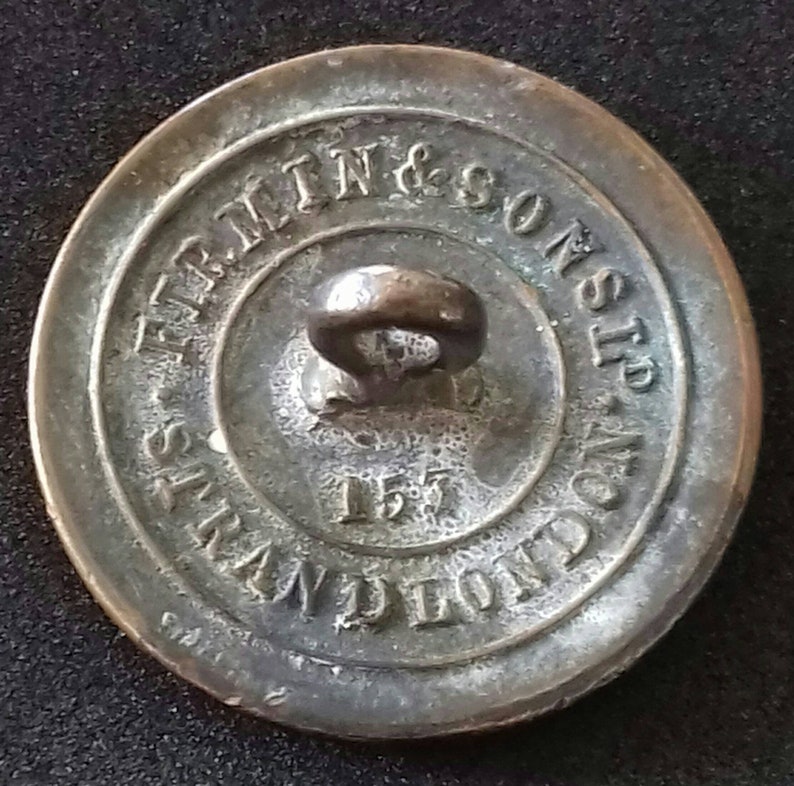 · FIRMIN & SONS LD ·
153
STRAND LONDON